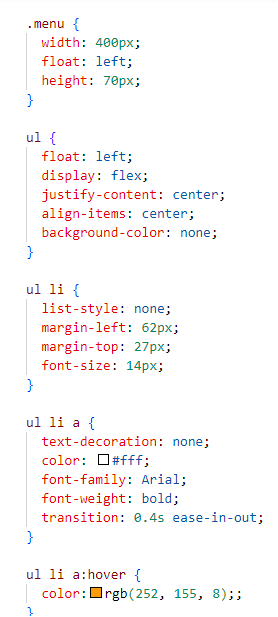 .menu {
width: 400px;
float: left;
height: 70px;
}
ul {
float: left;
display: flex;
justify-content: center;
align-items: center;
background-color: none;
}
ul li {
list-style: none;
margin-left: 62px;
margin-top: 27px;
font-size: 14px;
}
ul li a {
text-decoration: none;
color: #fff;
font-family: Arial;
font-weight: bold;
transition: 0.4s ease-in-out;
}
ul li a:hover {
color:rgb(252, 155, 8);;
}